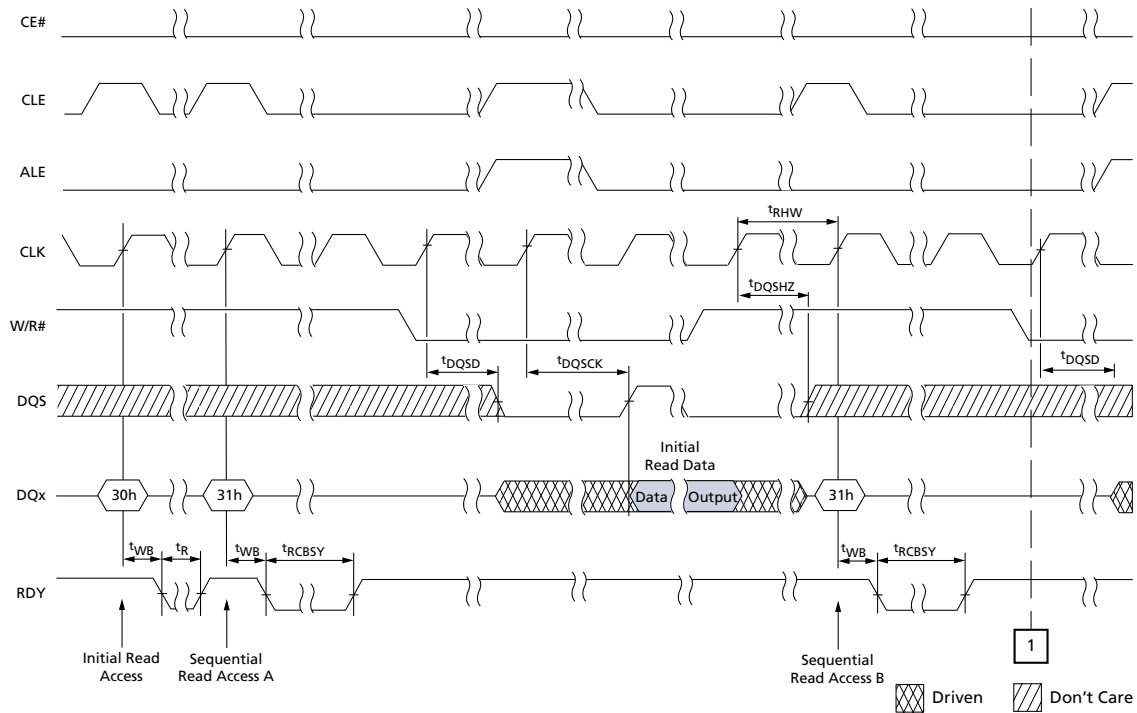 CE#
CLE
ALE
tRHW
CLK
tDQSHZ
W/R#
tDQSD tDQSCK tDQSD
DQS
Initial
Read Data
DQx 30h 31h Data Output 31h
tWB tR tWB tRCBSY tWB tRCBSY
RDY
Initial Read
Access
Sequential
Read Access A
Sequential
Read Access B
1
Driven Don't Care